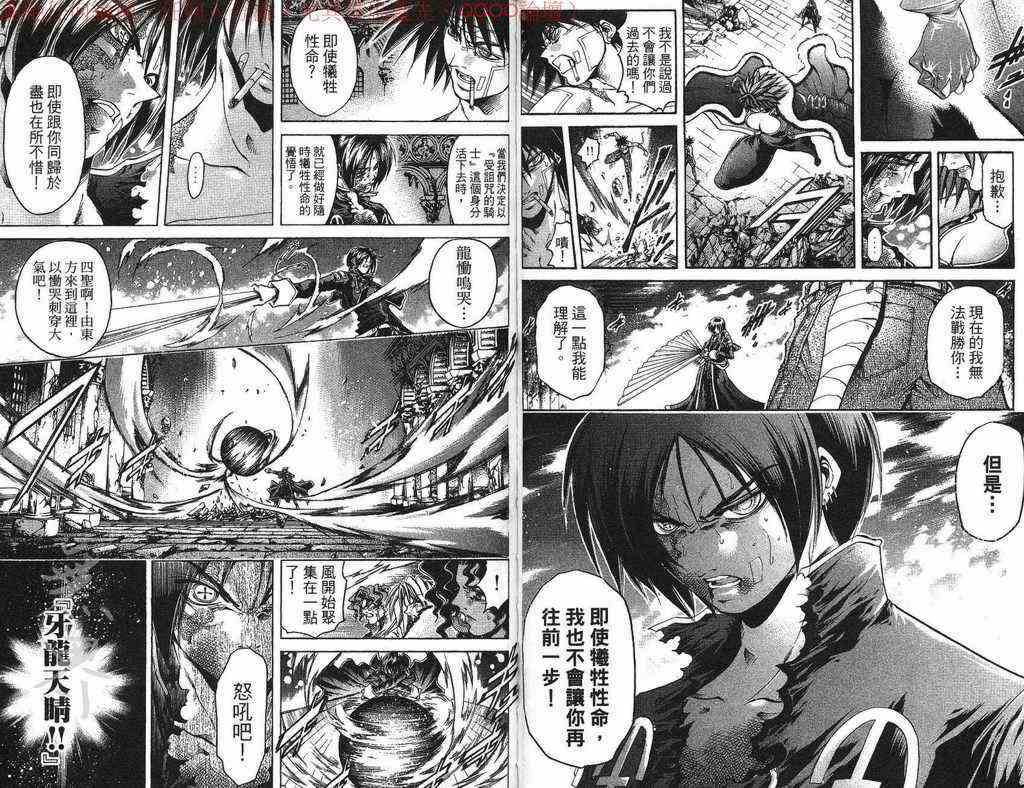 我不是說過
不會讓你們
過去的嗎！
抱歉…
…
!!
噴！
現在的我無
法戰勝你…
這一點我能
理解了。
但是…
即使犧牲性命，
我也不會讓你再
往前一步！
即使犧牲
性命？
當我們決定以
『受詛咒的騎
士』這個身分
活下去時，
就已經做好隨
時犧牲性命的
覺悟了。
…
即使跟你同歸於
盡也在所不惜！
龍慟鳴哭…
四聖啊！由東
方來到這裡，
以慟哭刺穿大
氣吧！
！
風開始聚
集在一點
了！
怒吼吧！
『牙龍天晴!!』